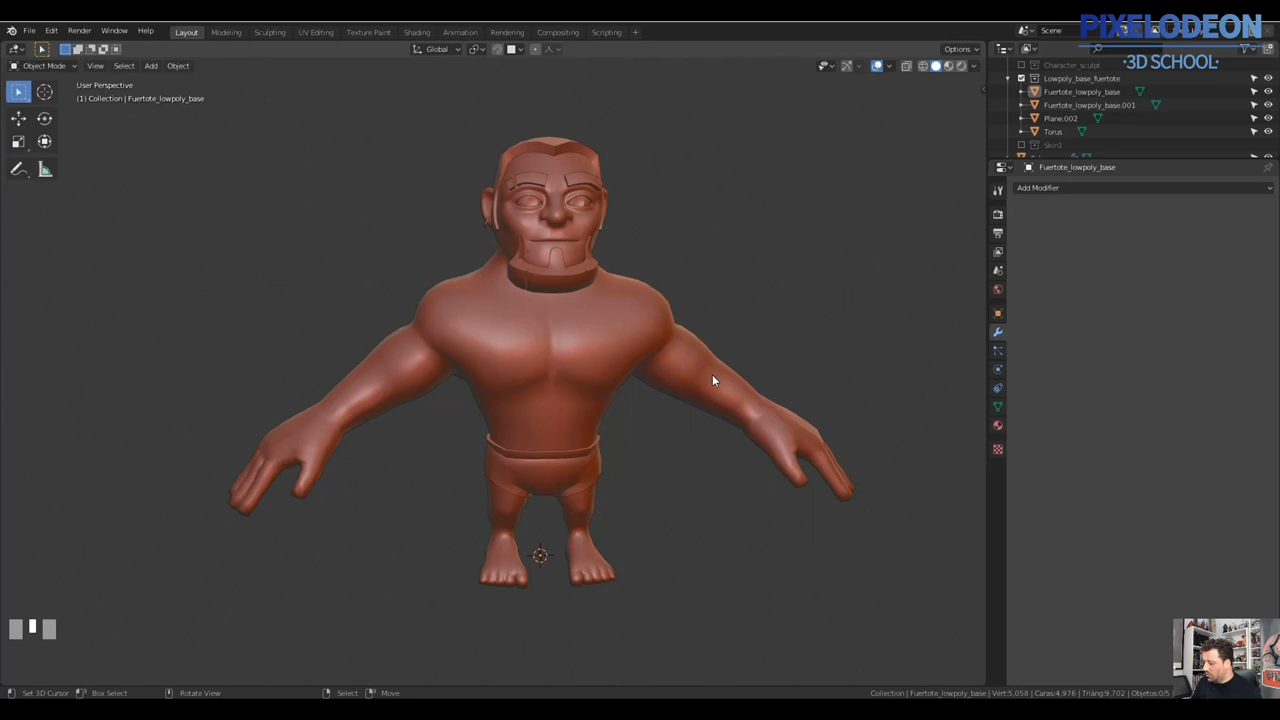 PIXELODEON
·3D SCHOOL·
File Edit Render Window Help Layout Modeling Sculpting UV Editing Texture Paint Shading Animation Rendering Compositing Scripting + Scene
Global Options
Object Mode View Select Add Object
User Perspective
(1) Collection | Fuertote_lowpoly_base
Character_sculpt
Lowpoly_base_fuertote
Fuertote_lowpoly_base
Fuertote_lowpoly_base.001
Plane.002
Torus
Skin1
Fuertote_lowpoly_base
Add Modifier
Set 3D Cursor Box Select Rotate View Select Move Collection | Fuertote_lowpoly_base | Vert:5,058 | Caras:4,976 | Triáng:9,702 | Objetos:0/5